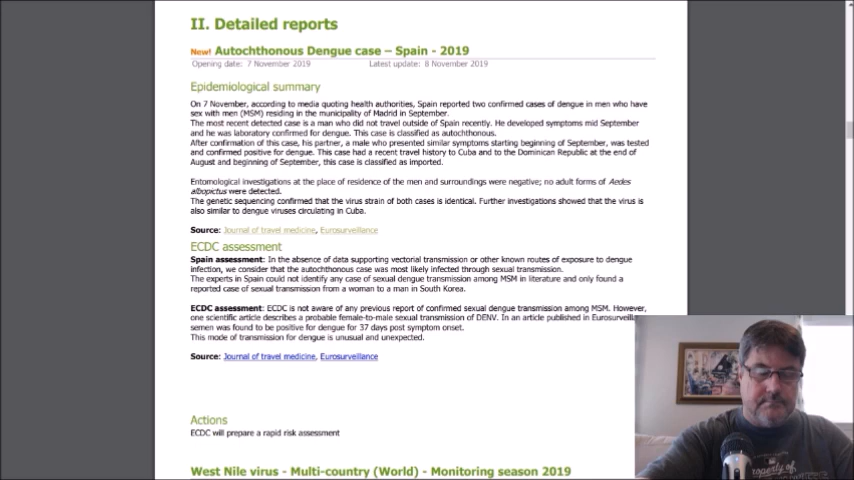 II. Detailed reports
New! Autochthonous Dengue case – Spain - 2019
Opening date: 7 November 2019 Latest update: 8 November 2019
Epidemiological summary
On 7 November, according to media quoting health authorities, Spain reported two confirmed cases of dengue in men who have
sex with men (MSM) residing in the municipality of Madrid in September.
The most recent detected case is a man who did not travel outside of Spain recently. He developed symptoms mid September
and he was laboratory confirmed for dengue. This case is classified as autochthonous.
After confirmation of this case, his partner, a male who presented similar symptoms starting beginning of September, was tested
and confirmed positive for dengue. This case had a recent travel history to Cuba and to the Dominican Republic at the end of
August and beginning of September, this case is classified as imported.
Entomological investigations at the place of residence of the men and surroundings were negative; no adult forms of Aedes
albopictus were detected.
The genetic sequencing confirmed that the virus strain of both cases is identical. Further investigations showed that the virus is
also similar to dengue viruses circulating in Cuba.
Source: Journal of travel medicine, Eurosurveillance
ECDC assessment
Spain assessment: In the absence of data supporting vectorial transmission or other known routes of exposure to dengue
infection, we consider that the autochthonous case was most likely infected through sexual transmission.
The experts in Spain could not identify any case of sexual dengue transmission among MSM in literature and only found a
reported case of sexual transmission from a woman to a man in South Korea.
ECDC assessment: ECDC is not aware of any previous report of confirmed sexual dengue transmission among MSM. However,
one scientific article describes a probable female-to-male sexual transmission of DENV. In an article published in Eurosurveill
semen was found to be positive for dengue for 37 days post symptom onset.
This mode of transmission for dengue is unusual and unexpected.
Source: Journal of travel medicine, Eurosurveillance
Actions
ECDC will prepare a rapid risk assessment
West Nile virus - Multi-country (World) - Monitoring season 2019